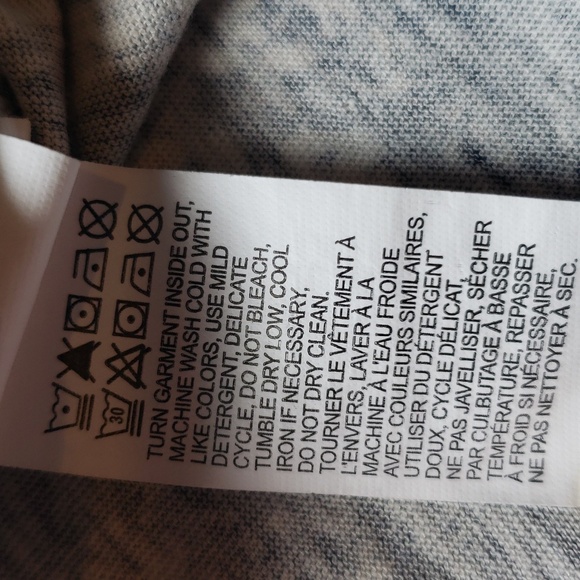 30
TURN GARMENT INSIDE OUT,
MACHINE WASH COLD WITH
LIKE COLORS, USE MILD
DETERGENT, DELICATE
CYCLE, DO NOT BLEACH,
TUMBLE DRY LOW, COOL
IRON IF NECESSARY,
DO NOT DRY CLEAN.
TOURNER LE VÊTEMENT À
L'ENVERS, LAVER À LA
MACHINE À L'EAU FROIDE
AVEC COULEURS SIMILAIRES,
UTILISER DU DÉTERGENT
DOUX, CYCLE DÉLICAT,
NE PAS JAVELLISER, SÉCHER
PAR CULBUTAGE À BASSE
TEMPÉRATURE, REPASSER
À FROID SI NÉCESSAIRE,
NE PAS NETTOYER À SEC.